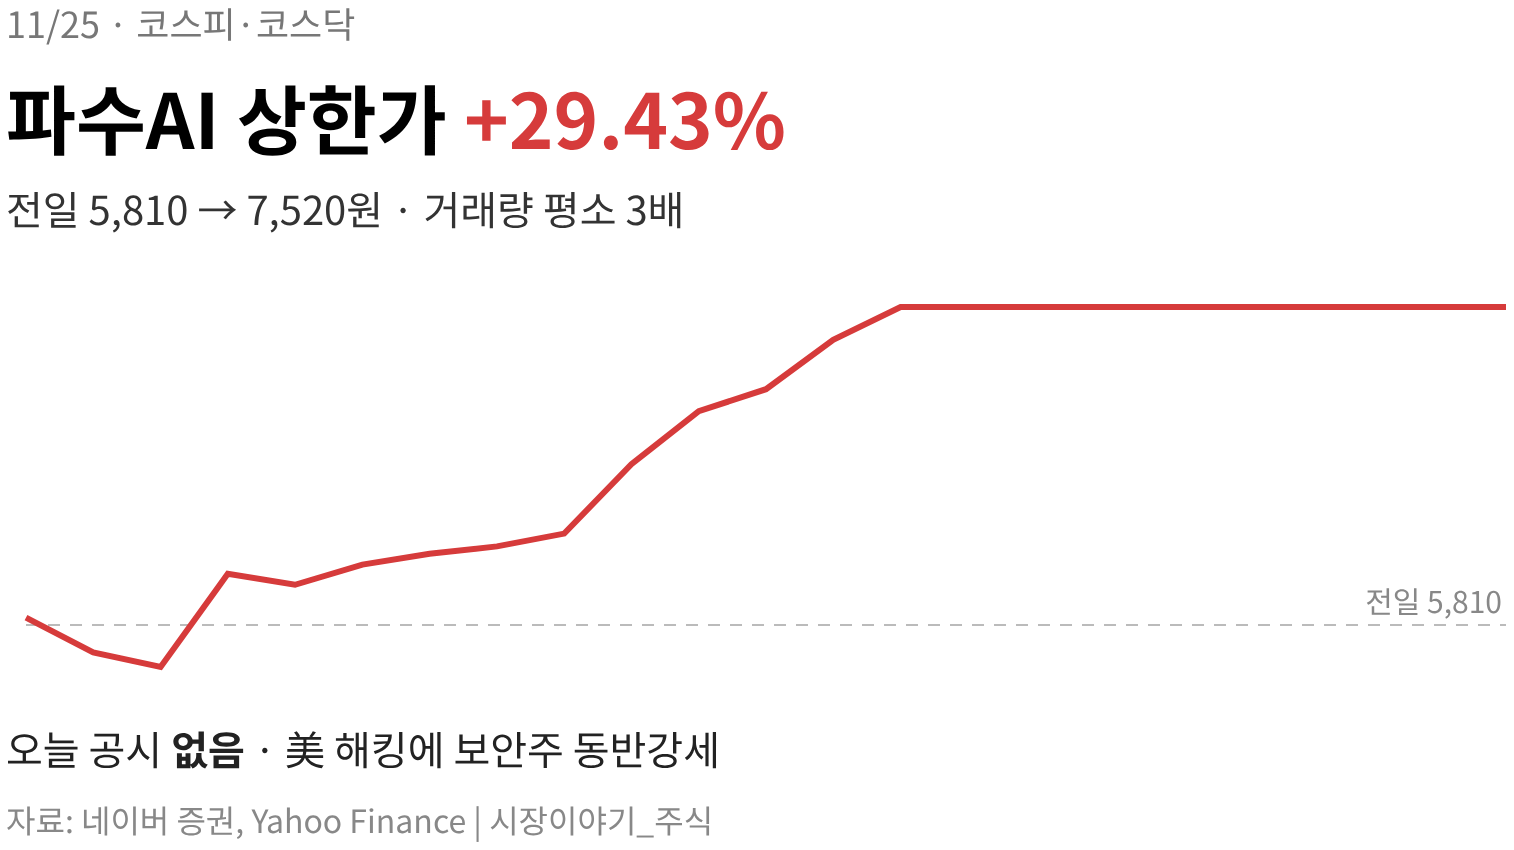 11/25 · 코스피·코스닥
파수AI 상한가 +29.43%
전일 5,810 → 7,520원 · 거래량 평소 3배
전일 5,810
오늘 공시 없음 · 美 해킹에 보안주 동반강세
자료: 네이버 증권, Yahoo Finance | 시장이야기_주식